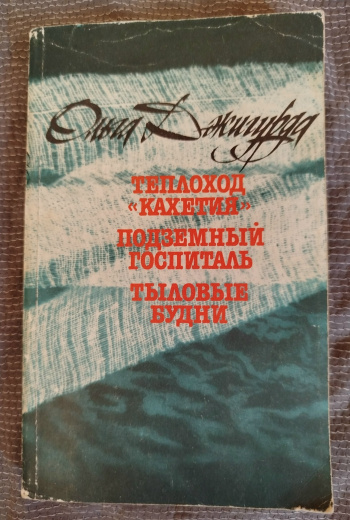 Ольга Джигурда
ТЕПЛОХОД
«КАХЕТИЯ»
ПОДЗЕМНЫЙ
ГОСПИТАЛЬ
ТЫЛОВЫЕ
БУДНИ